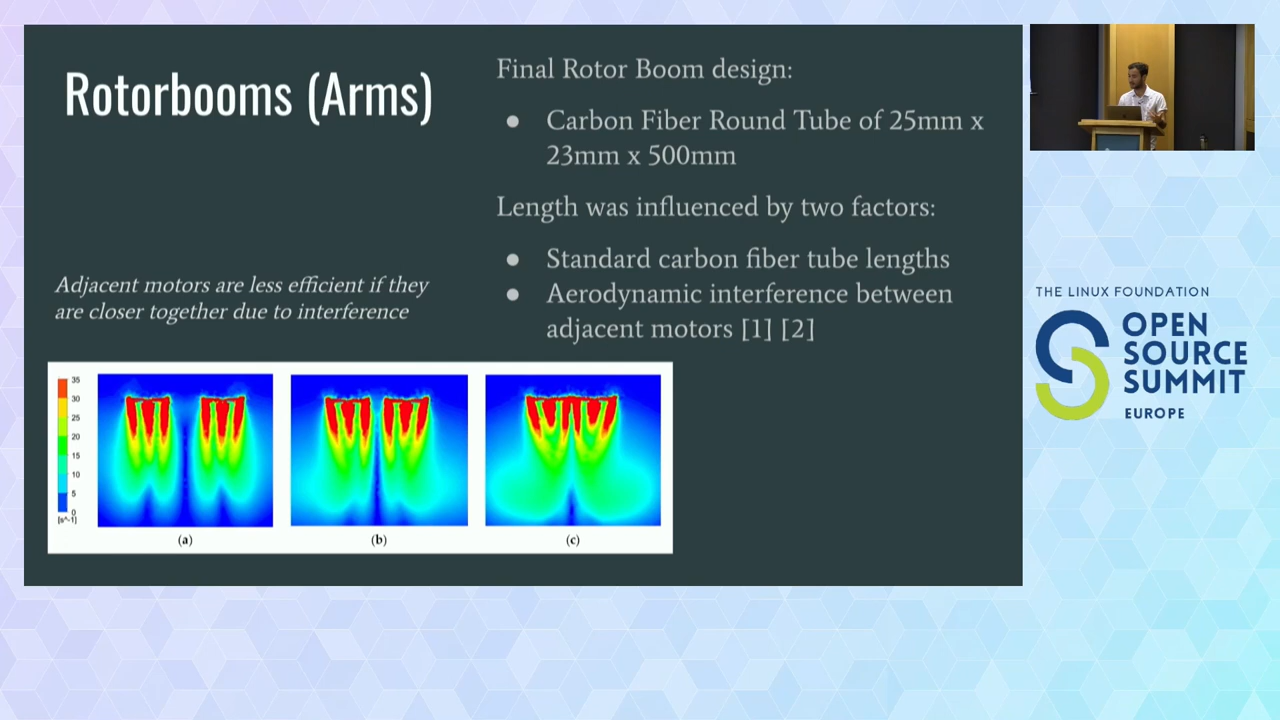 Rotorbooms (Arms)
Final Rotor Boom design:
● Carbon Fiber Round Tube of 25mm x
23mm x 500mm
Length was influenced by two factors:
● Standard carbon fiber tube lengths
● Aerodynamic interference between
adjacent motors [1] [2]
Adjacent motors are less efficient if they
are closer together due to interference
35
30
25
20
15
10
5
0
[s^-1]
(a)
(b)
(c)
THE LINUX FOUNDATION
OPEN
SOURCE
SUMMIT
EUROPE